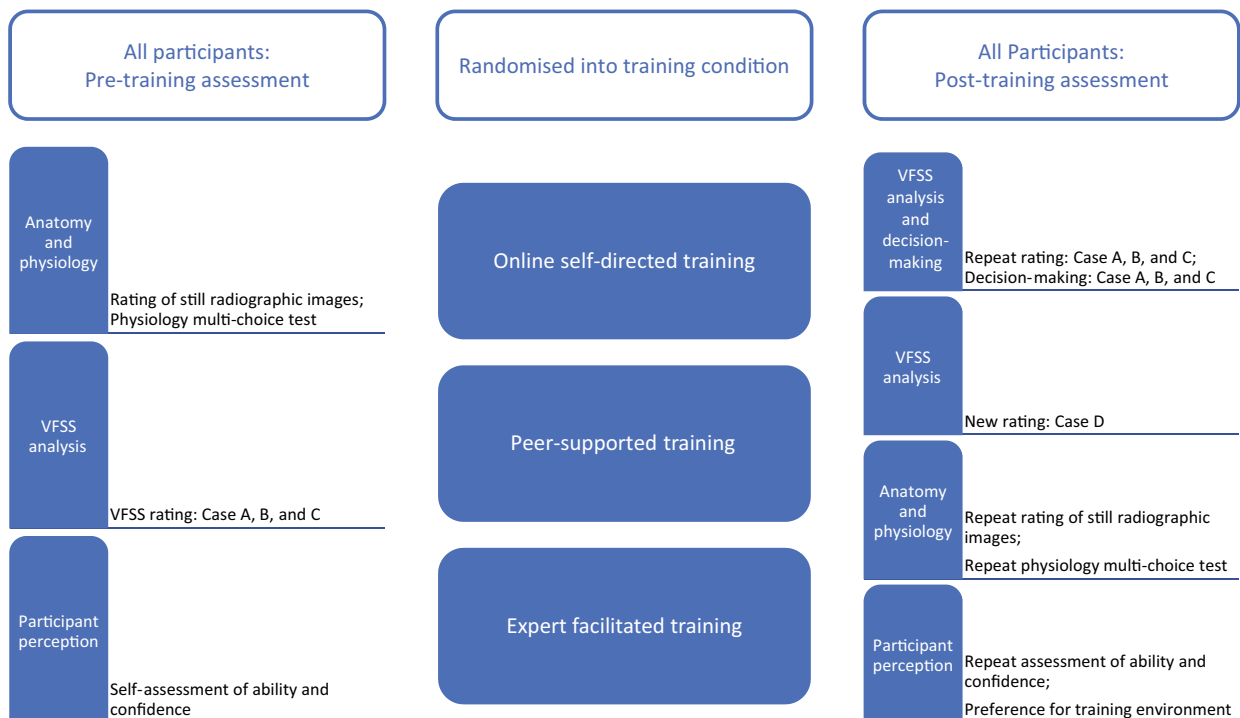 All participants:
Pre-training assessment
Anatomy
and
physiology
Rating of still radiographic images;
Physiology multi-choice test
VFSS
analysis
VFSS rating: Case A, B, and C
Participant
perception
Self-assessment of ability and
confidence
Randomised into training condition
Online self-directed training
Peer-supported training
Expert facilitated training
All Participants:
Post-training assessment
VFSS
analysis
and
decision-
making
Repeat rating: Case A, B, and C;
Decision-making: Case A, B, and C
VFSS
analysis
New rating: Case D
Anatomy
and
physiology
Repeat rating of still radiographic
images;
Repeat physiology multi-choice test
Participant
perception
Repeat assessment of ability and
confidence;
Preference for training environment